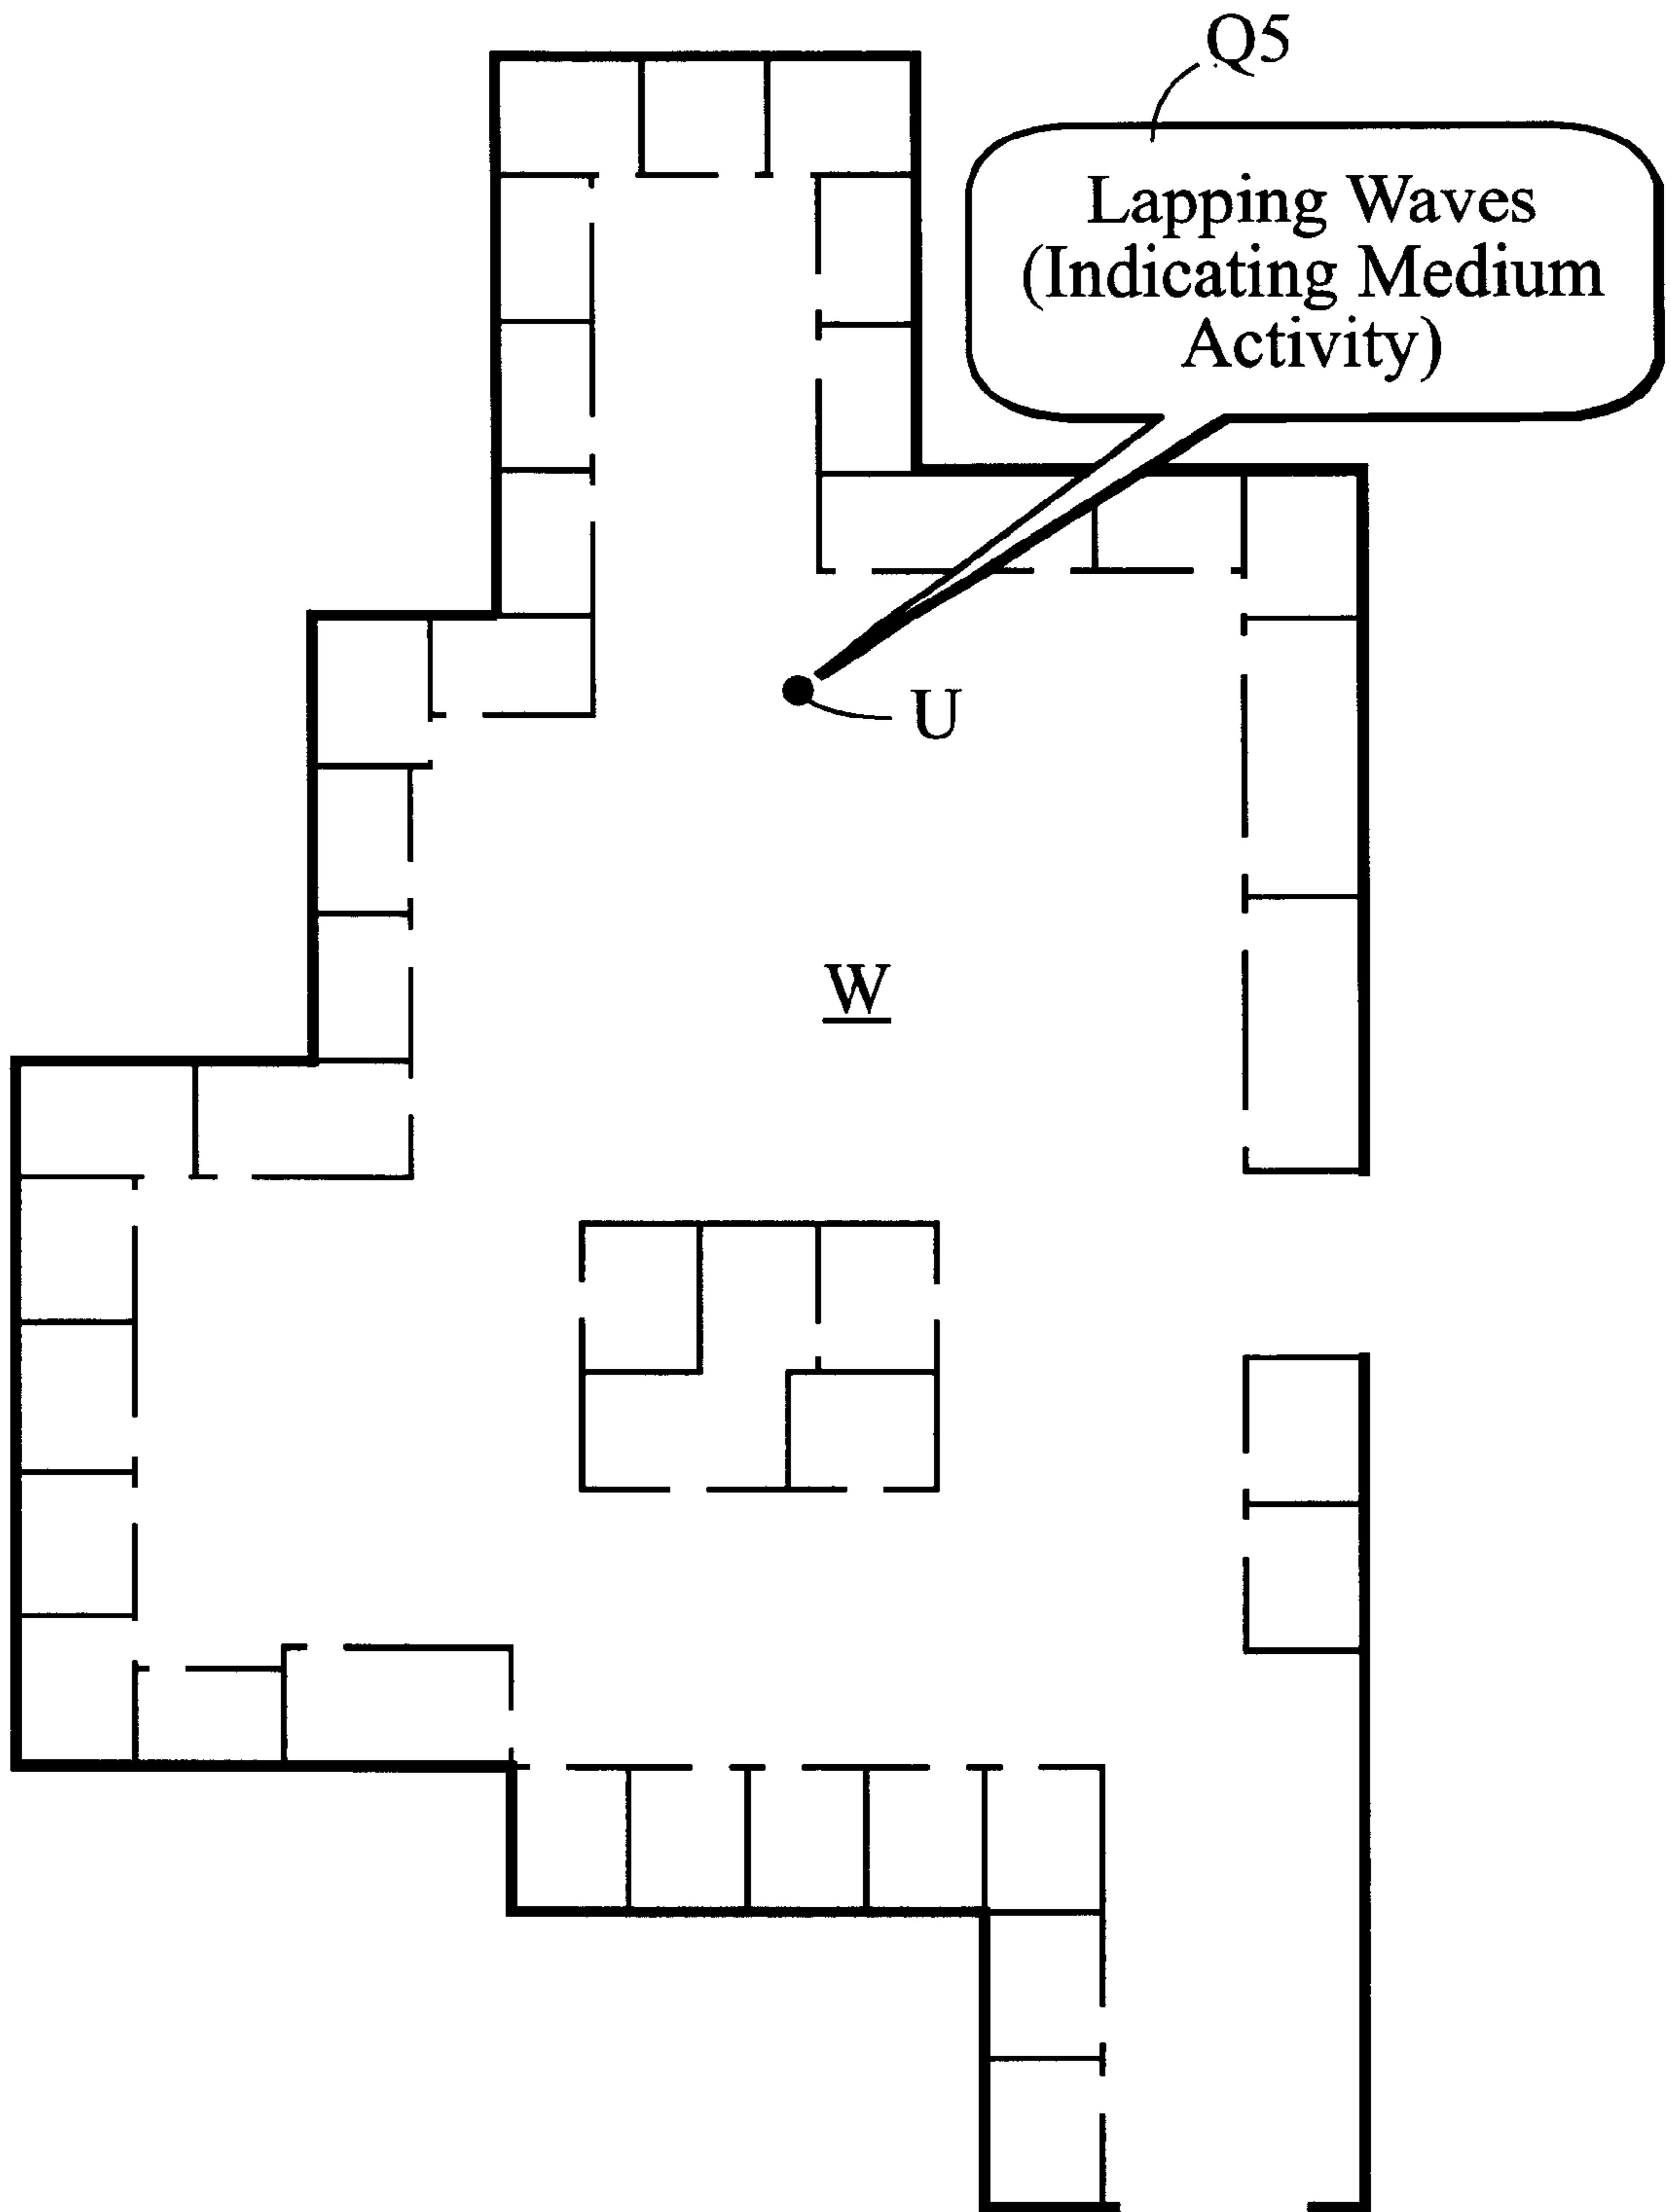 Q5
Lapping Waves
(Indicating Medium
Activity)
U
W